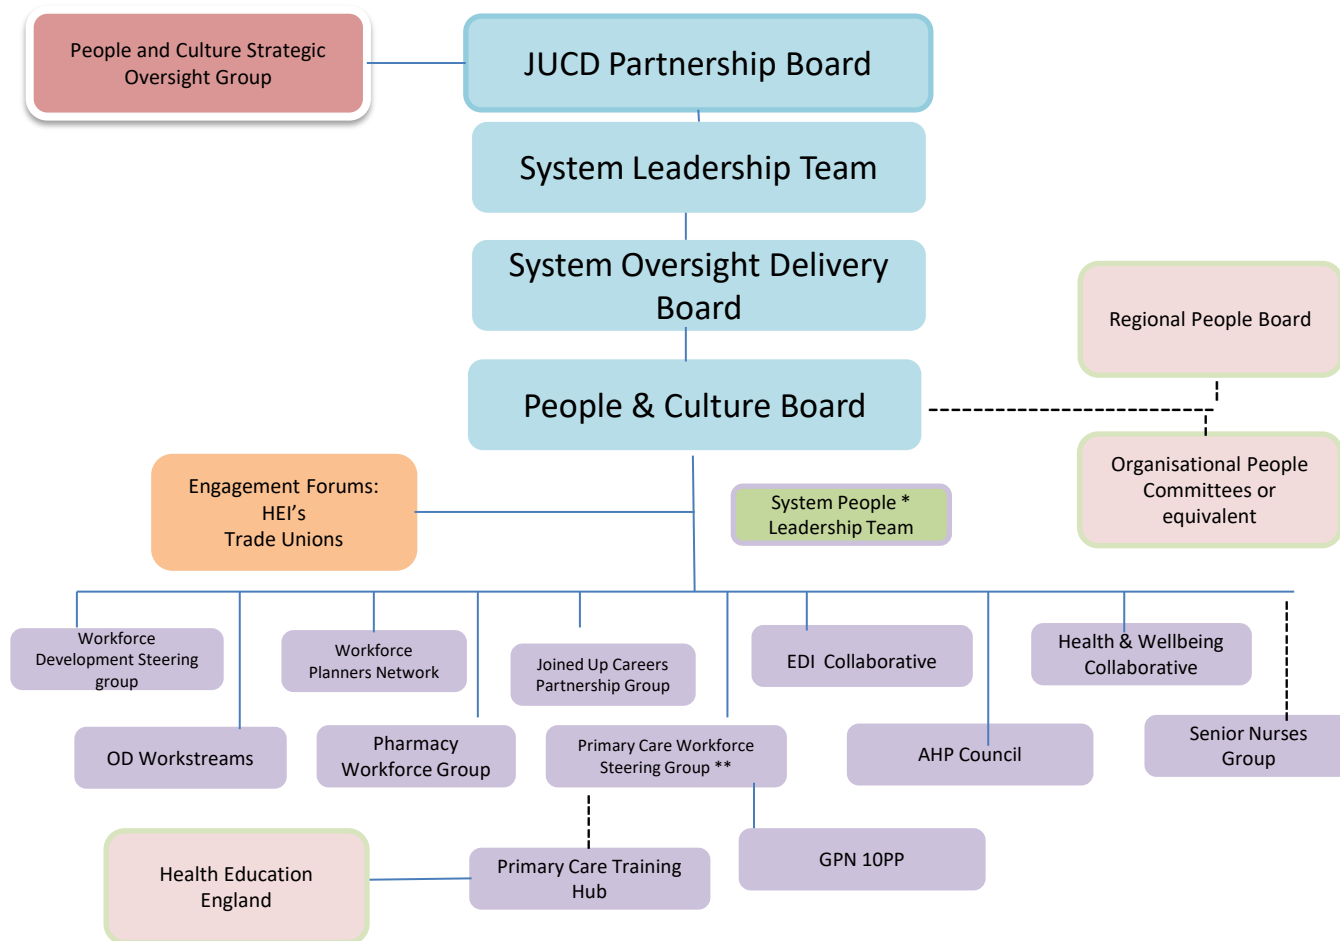 People and Culture Strategic
Oversight Group
JUCD Partnership Board
System Leadership Team
System Oversight Delivery
Board
Regional People Board
People & Culture Board
Engagement Forums:
HEI's
Trade Unions
System People *
Leadership Team
Organisational People
Committees or
equivalent
Workforce
Development Steering
group
Workforce
Planners Network
Joined Up Careers
Partnership Group
EDI Collaborative
Health & Wellbeing
Collaborative
OD Workstreams
Pharmacy
Workforce Group
Primary Care Workforce
Steering Group **
AHP Council
Senior Nurses
Group
Health Education
England
Primary Care Training
Hub
GPN 10PP